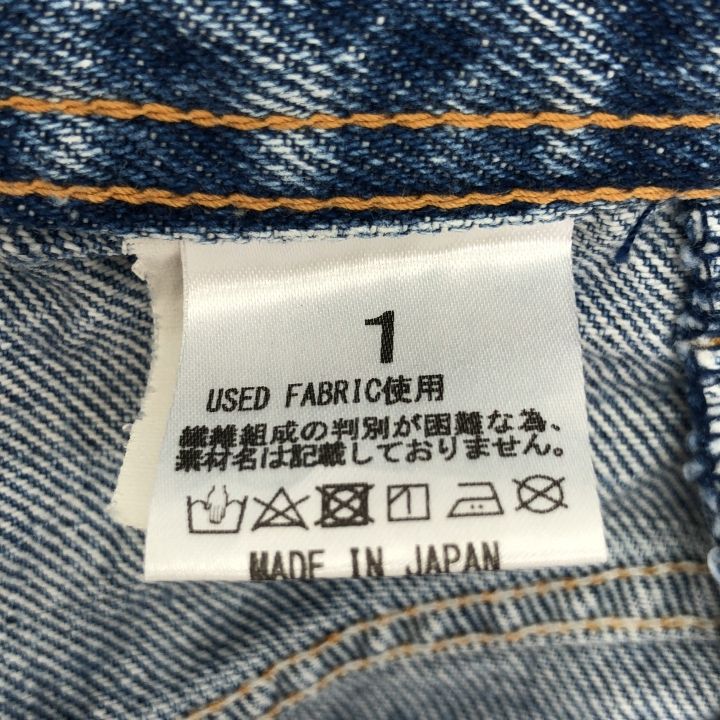 1
USED FABRIC使用
繊維組成の判別が困難な為、
素材名は記載しておりません。
MADE IN JAPAN